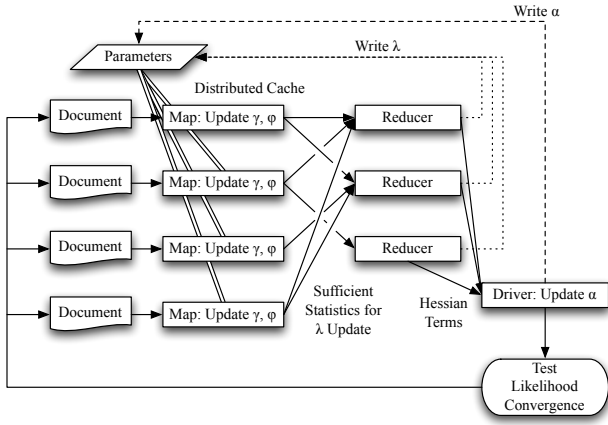 Write α
Parameters
Write λ
Distributed Cache
Document
Map: Update γ, φ
Reducer
Document
Map: Update γ, φ
Reducer
Document
Map: Update γ, φ
Reducer
Document
Map: Update γ, φ
Sufficient
Statistics for
λ Update
Hessian
Terms
Driver: Update α
Test
Likelihood
Convergence